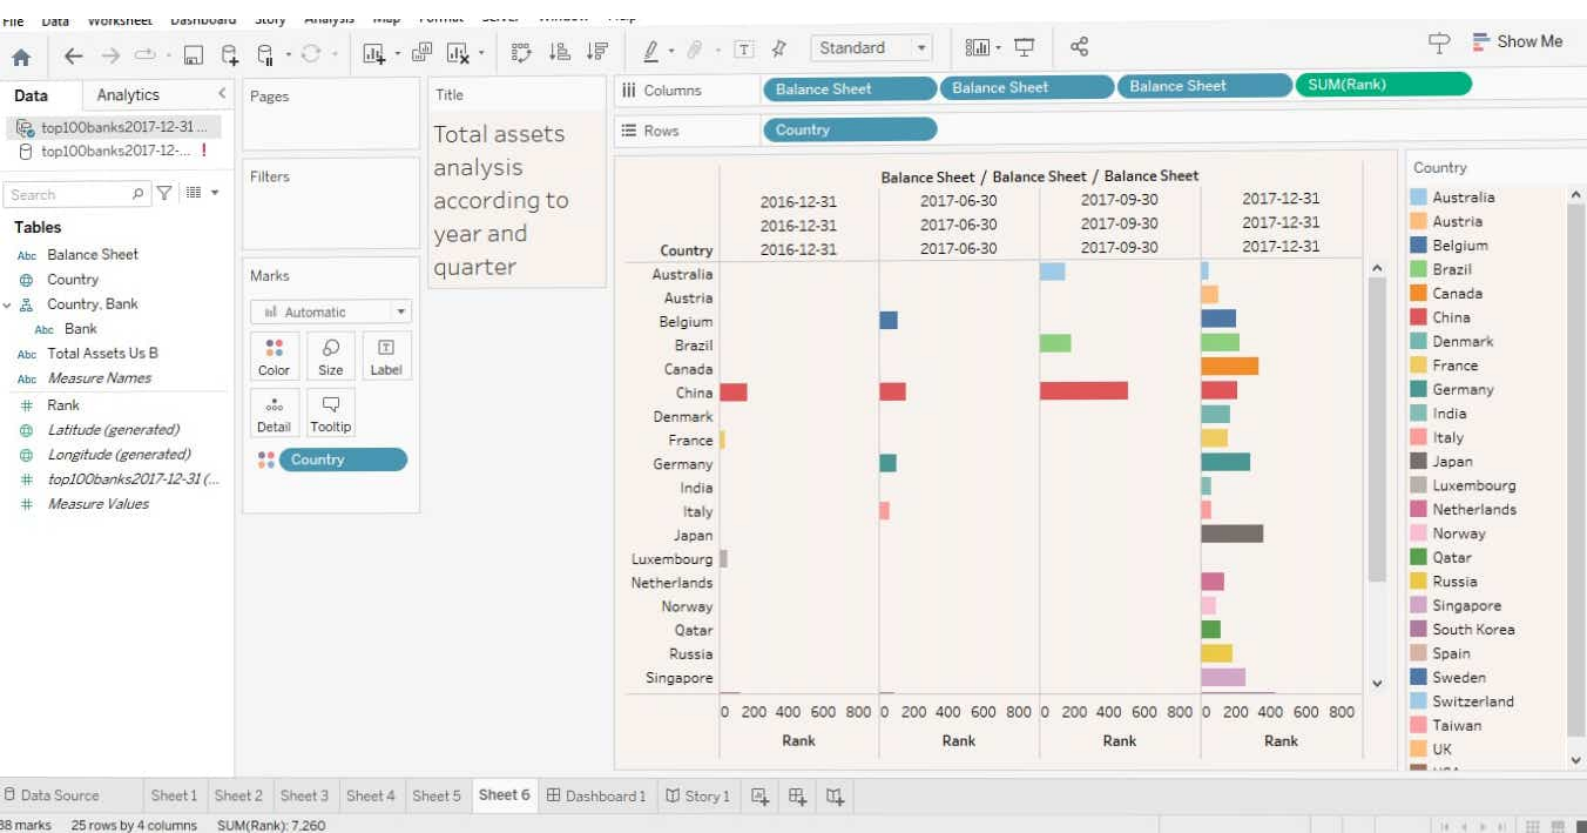 File Data Worksheet Dashboard Story Analysis Map Format Server Window Help
Standard
Show Me
Data Analytics
top100banks2017-12-31 ...
top100banks2017-12-... !
Search
Tables
Abc Balance Sheet
Country
Country, Bank
Abc Bank
Abc Total Assets Us B
Abc Measure Names
# Rank
Latitude (generated)
Longitude (generated)
# top100banks2017-12-31 (...
# Measure Values
Pages
Filters
Marks
Automatic
Color Size Label
Detail Tooltip
Country
Title
Total assets
analysis
according to
year and
quarter
Columns Balance Sheet Balance Sheet Balance Sheet SUM(Rank)
Rows Country
Balance Sheet / Balance Sheet / Balance Sheet
2016-12-31 2017-06-30 2017-09-30 2017-12-31
2016-12-31 2017-06-30 2017-09-30 2017-12-31
Country 2016-12-31 2017-06-30 2017-09-30 2017-12-31
Australia
Austria
Belgium
Brazil
Canada
China
Denmark
France
Germany
India
Italy
Japan
Luxembourg
Netherlands
Norway
Qatar
Russia
Singapore
0 200 400 600 800 0 200 400 600 800 0 200 400 600 800 0 200 400 600 800
Rank Rank Rank Rank
Country
Australia
Austria
Belgium
Brazil
Canada
China
Denmark
France
Germany
India
Italy
Japan
Luxembourg
Netherlands
Norway
Qatar
Russia
Singapore
South Korea
Spain
Sweden
Switzerland
Taiwan
UK
Data Source Sheet 1 Sheet 2 Sheet 3 Sheet 4 Sheet 5 Sheet 6 Dashboard 1 Story 1
38 marks 25 rows by 4 columns SUM(Rank): 7,260